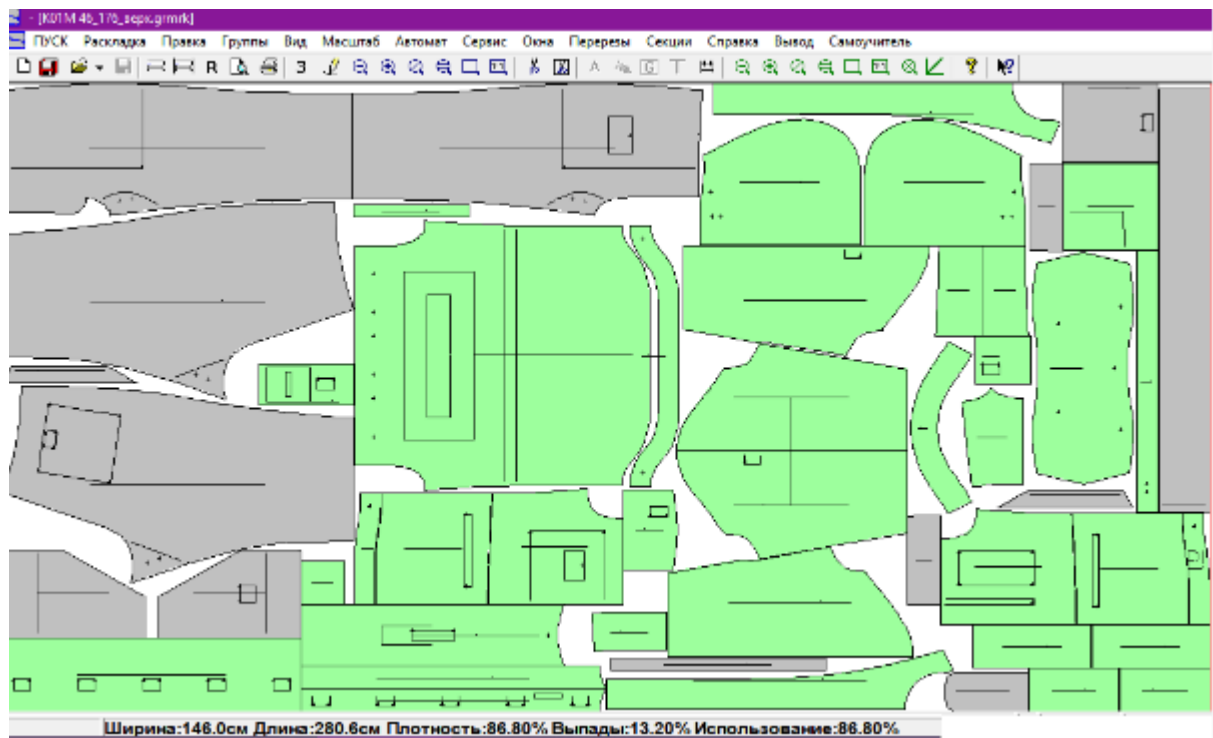 - [K01M 46_176_верх.grmrk]
ПУСК Раскладка Правка Группы Вид Масштаб Автомат Сервис Окна Перерезы Секции Справка Вывод Самоучитель
R 3 A G T
Ширина:146.0см Длина:280.6см Плотность:86.80% Выпады:13.20% Использование:86.80%